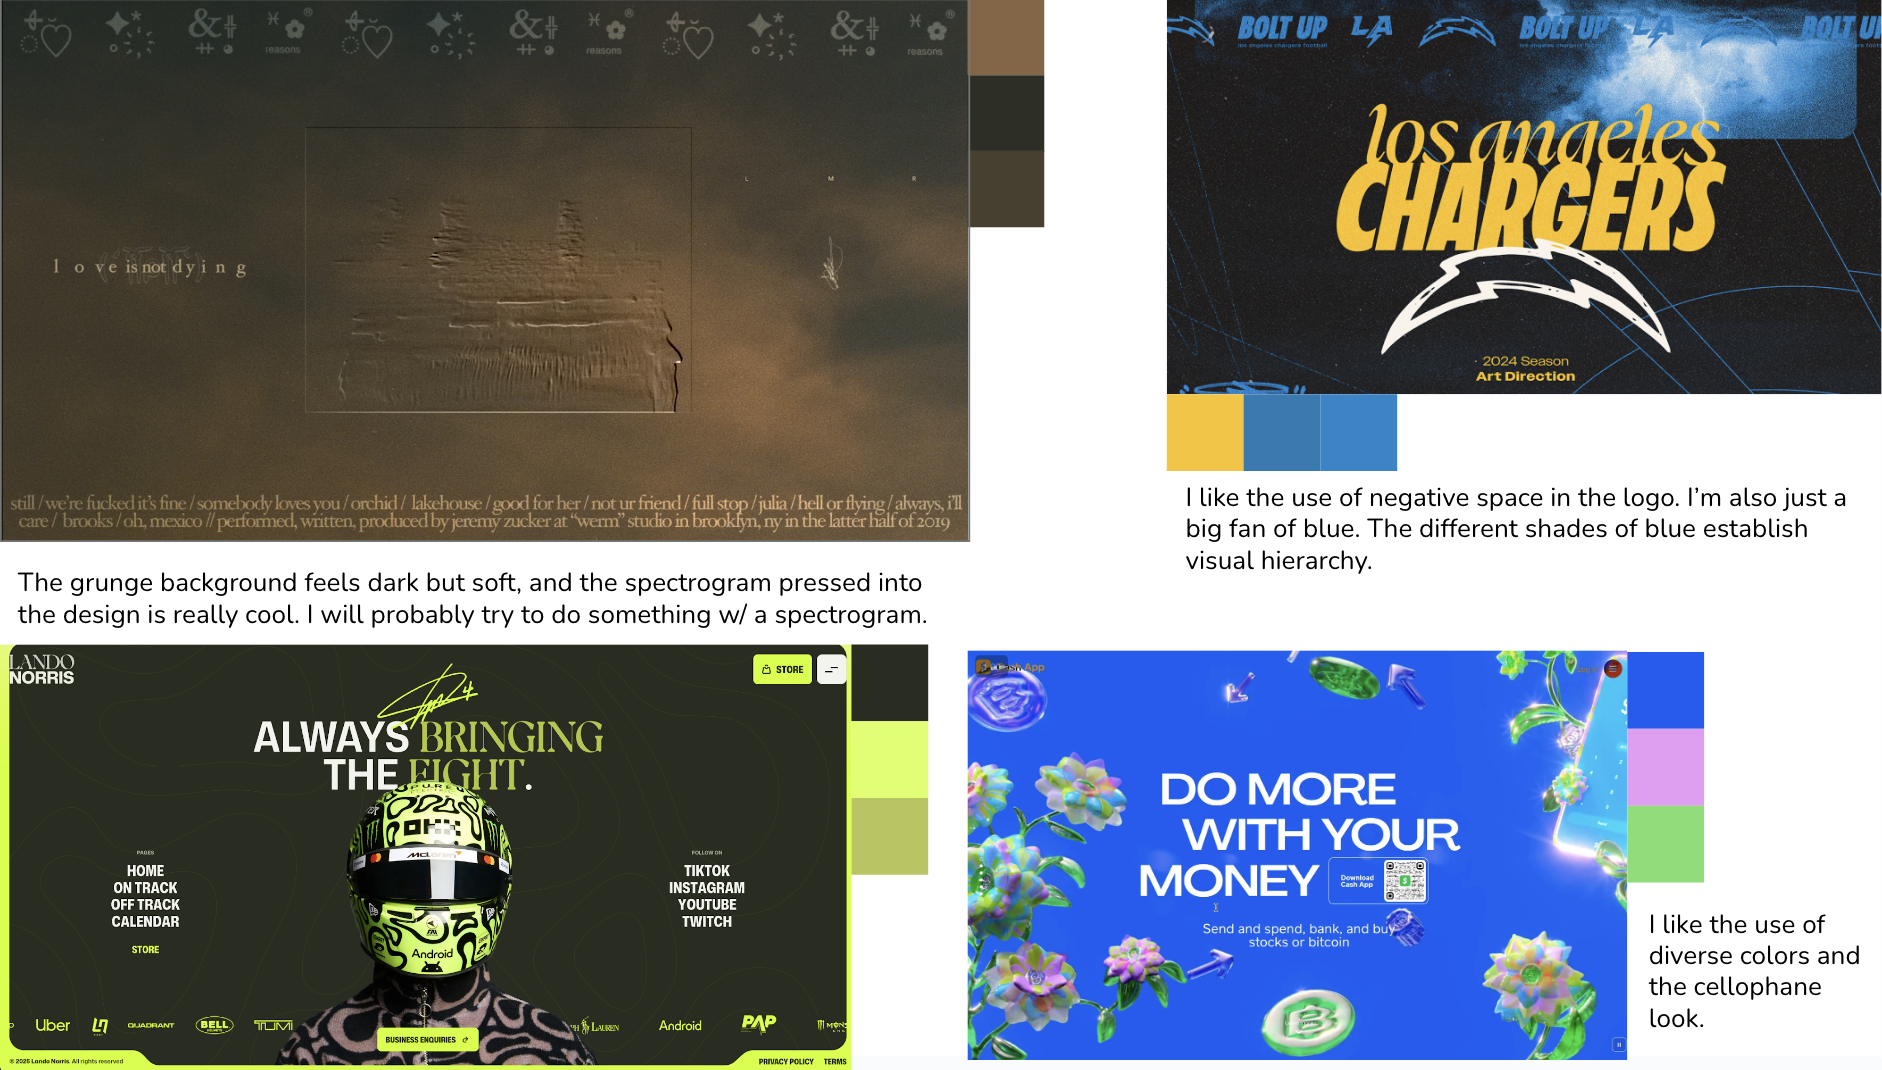 reasons
reasons
reasons
L M R
l o v e is not d y i n g
still / we're fucked it's fine / somebody loves you / orchid / lakehouse / good for her / not ur friend / full stop / julia / hell or flying / always, i'll
care / brooks / oh, mexico // performed, written, produced by jeremy zucker at "werm" studio in brooklyn, ny in the latter half of 2019
The grunge background feels dark but soft, and the spectrogram pressed into
the design is really cool. I will probably try to do something w/ a spectrogram.
BOLT UP
los angeles chargers football
LA
BOLT UP
los angeles chargers football
LA
BOLT UP
los angeles
CHARGERS
2024 Season
Art Direction
I like the use of negative space in the logo. I'm also just a
big fan of blue. The different shades of blue establish
visual hierarchy.
LANDO
NORRIS
STORE
ALWAYS BRINGING
THE FIGHT.
PAGES
HOME
ON TRACK
OFF TRACK
CALENDAR
STORE
FOLLOW ON
TIKTOK
INSTAGRAM
YOUTUBE
TWITCH
McLaren
Android
Uber
QUADRANT
BELL
TUMI
LAUREN
Android
PAP
BUSINESS ENQUIRIES
© 2025 Lando Norris. All rights reserved
PRIVACY POLICY
TERMS
Cash App
DO MORE
WITH YOUR
MONEY
Download
Cash App
Send and spend, bank, and buy
stocks or bitcoin
I like the use of
diverse colors and
the cellophane
look.